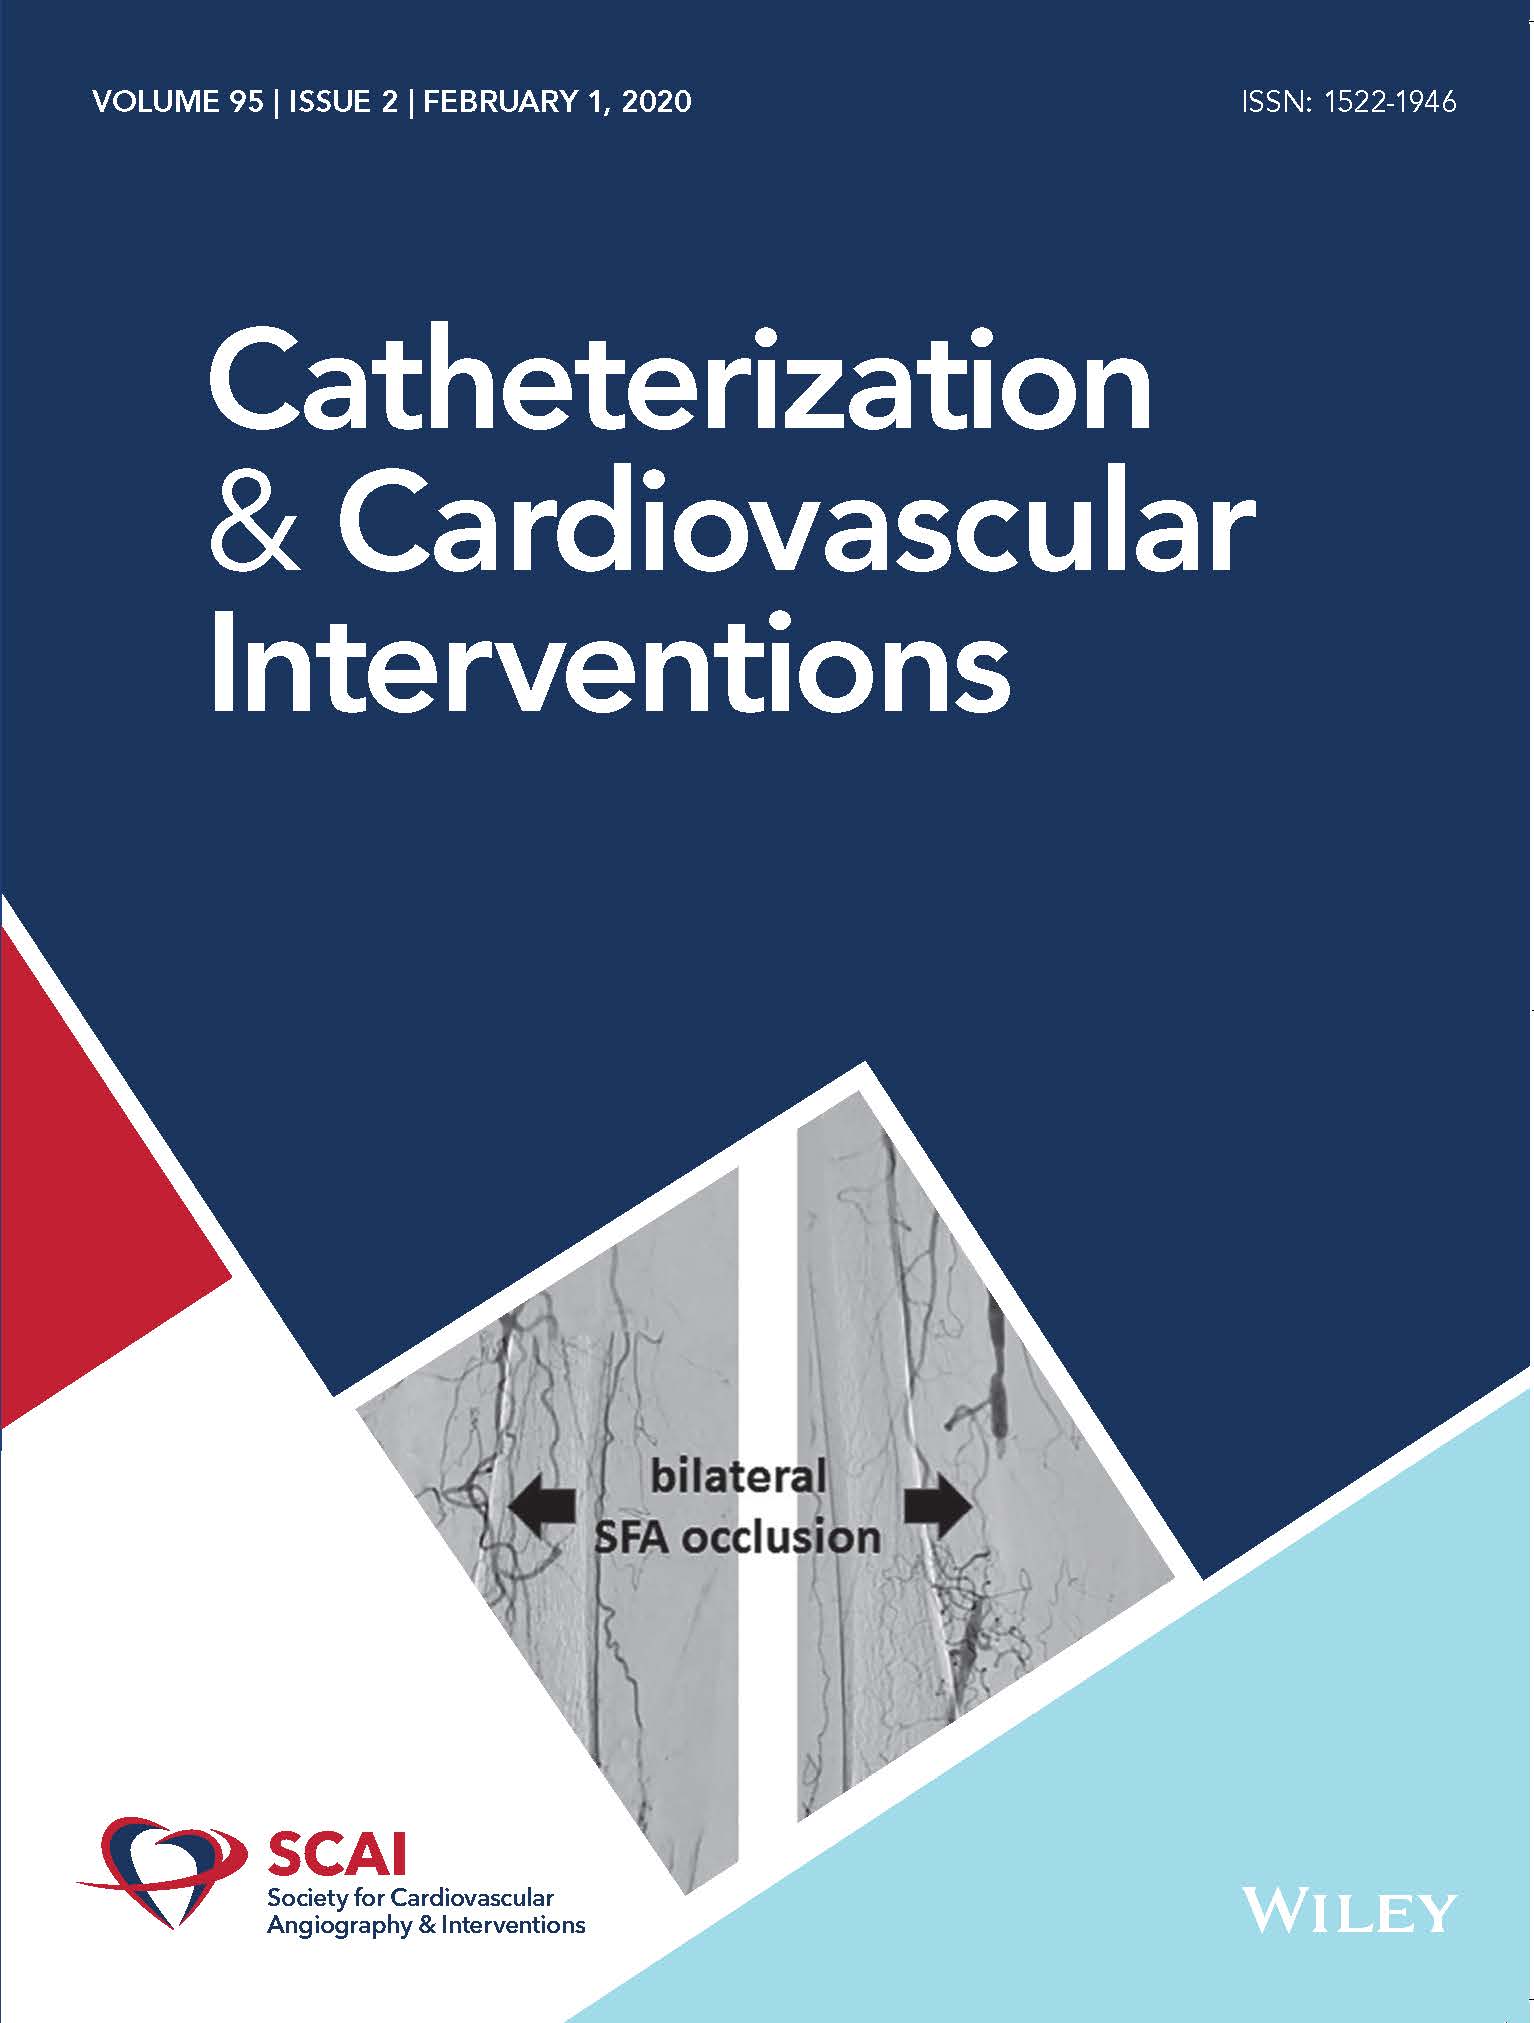 VOLUME 95 | ISSUE 2 | FEBRUARY 1, 2020
ISSN: 1522-1946
Catheterization
& Cardiovascular
Interventions
bilateral
SFA occlusion
SCAI
Society for Cardiovascular
Angiography & Interventions
WILEY